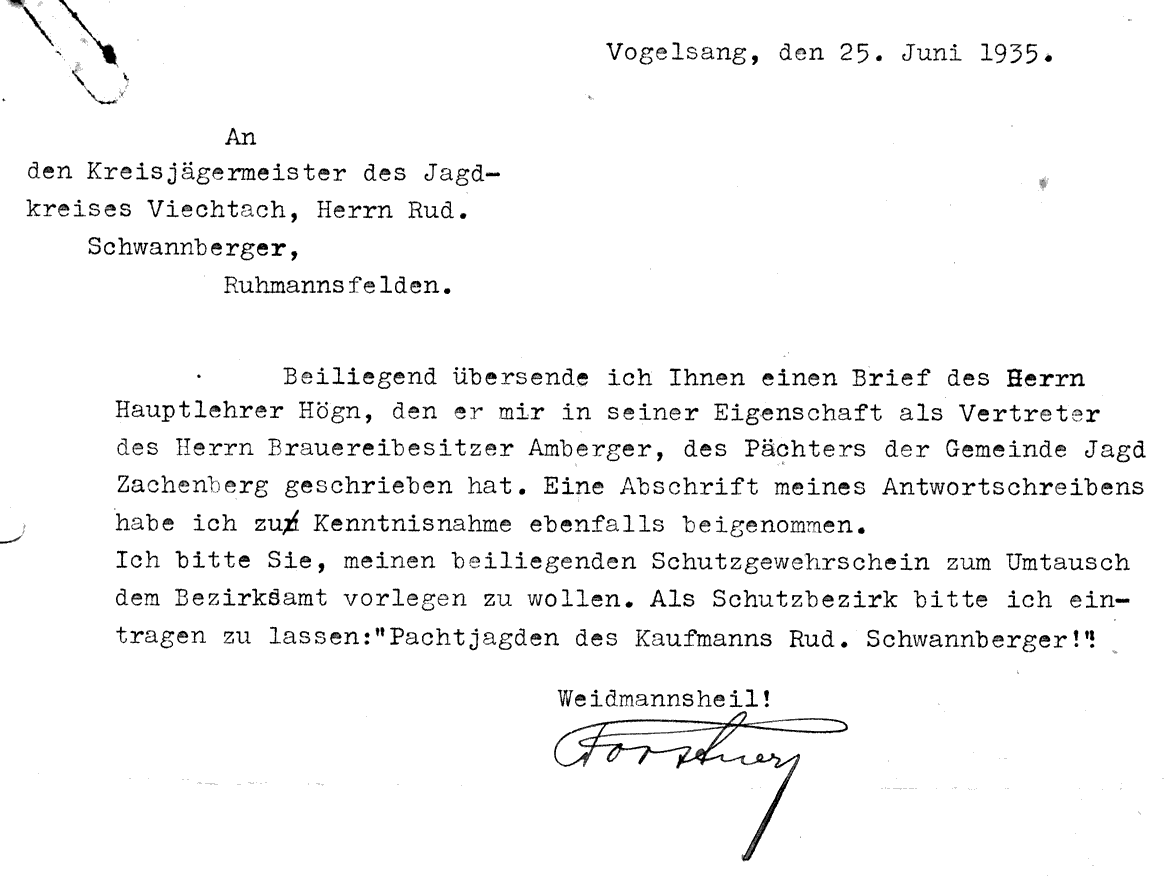 Vogelsang, den 25. Juni 1935.
An
den Kreisjägermeister des Jagd-
kreises Viechtach, Herrn Rud.
Schwannberger,
Ruhmannsfelden.
Beiliegend übersende ich Ihnen einen Brief des Herrn
Hauptlehrer Högn, den er mir in seiner Eigenschaft als Vertreter
des Herrn Brauereibesitzer Amberger, des Pächters der Gemeinde Jagd
Zachenberg geschrieben hat. Eine Abschrift meines Antwortschreibens
habe ich zur Kenntnisnahme ebenfalls beigenommen.
Ich bitte Sie, meinen beiliegenden Schutzgewehrschein zum Umtausch
dem Bezirksamt vorlegen zu wollen. Als Schutzbezirk bitte ich ein-
tragen zu lassen:"Pachtjagden des Kaufmanns Rud. Schwannberger!"!
Weidmannsheil!
Forstner